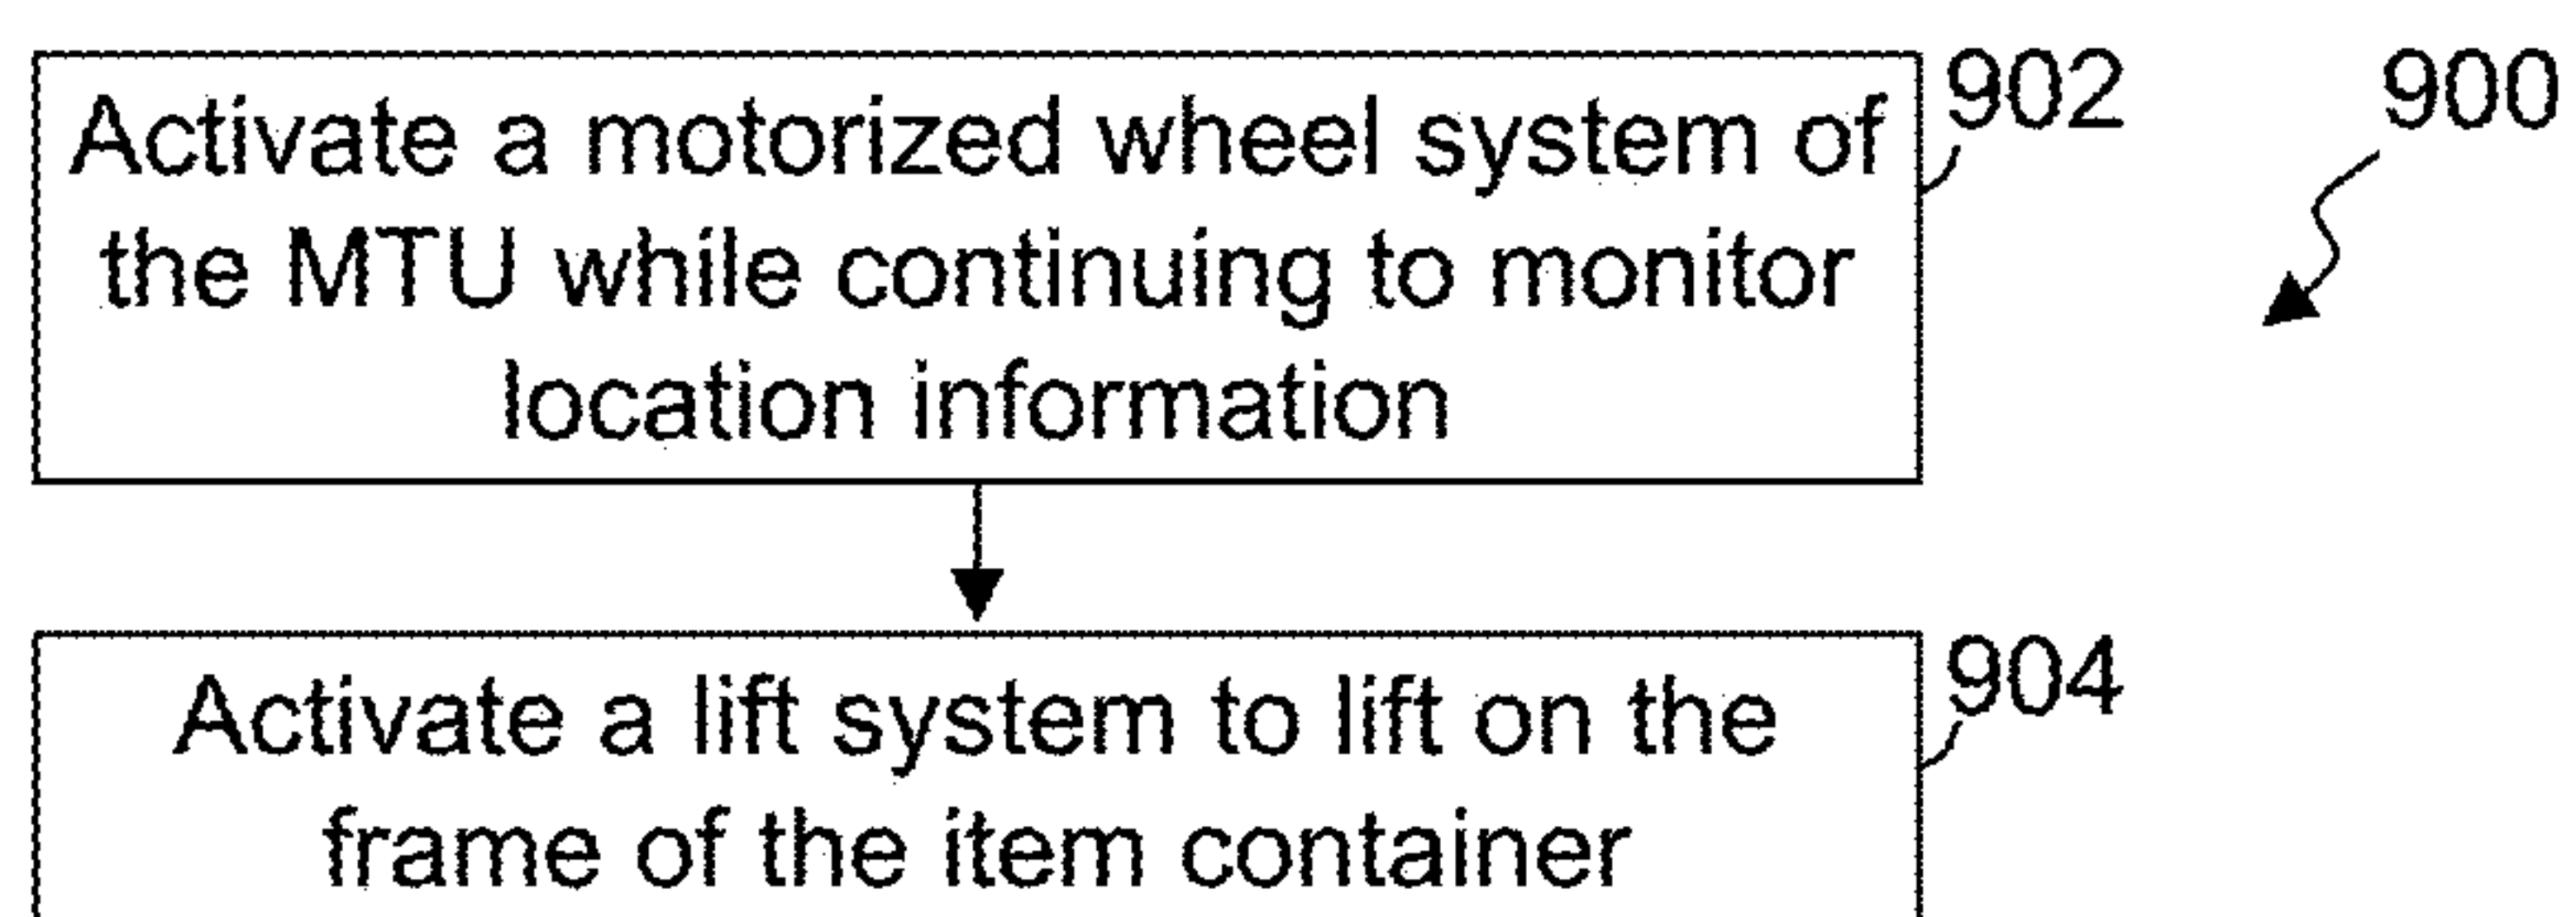 Activate a motorized wheel system of
the MTU while continuing to monitor
location information
902
900
Activate a lift system to lift on the
frame of the item container
904